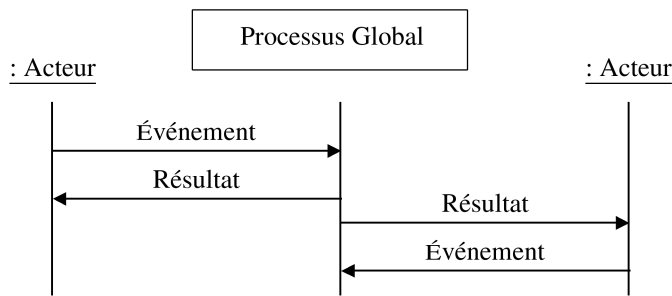 Processus Global
: Acteur
: Acteur
Événement
Résultat
Résultat
Événement